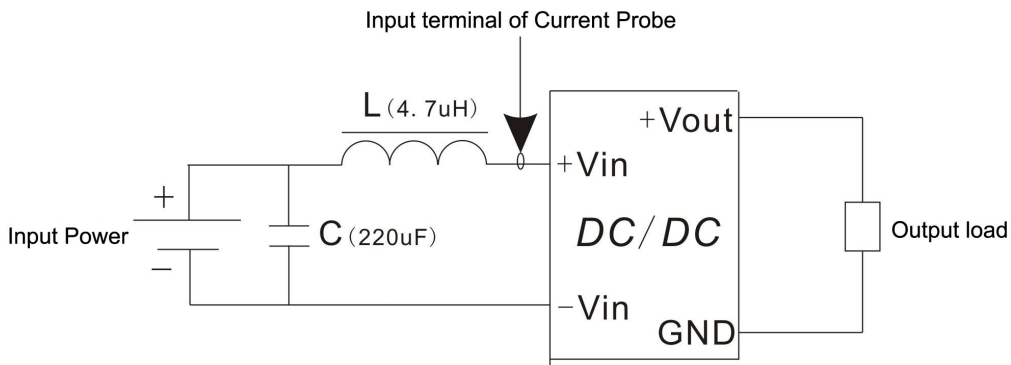 Input terminal of Current Probe
L(4. 7uH)
+Vout
+Vin
+
Input Power
C(220uF)
DC/DC
Output load
−
−Vin
GND